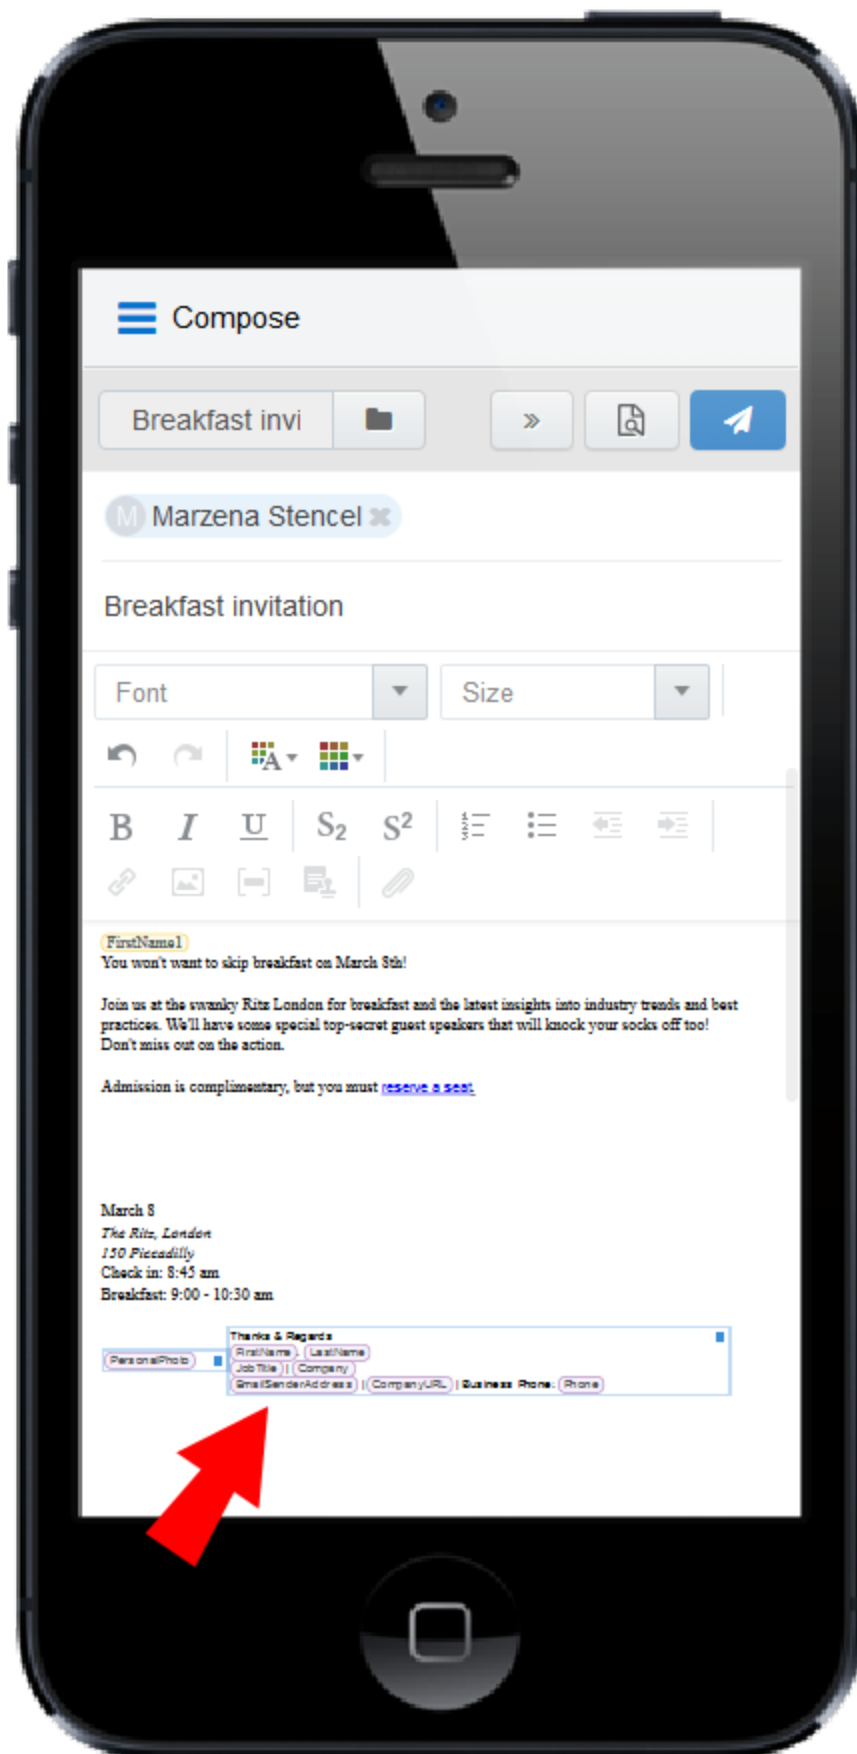 Compose
Breakfast invi
M Marzena Stencel
Breakfast invitation
Font
Size
B I U S2 S²
FirstName1
You won't want to skip breakfast on March 8th!
Join us at the swanky Ritz London for breakfast and the latest insights into industry trends and best
practices. We'll have some special top-secret guest speakers that will knock your socks off too!
Don't miss out on the action.
Admission is complimentary, but you must reserve a seat.
March 8
The Ritz, London
150 Piccadilly
Check in: 8:45 am
Breakfast: 9:00 - 10:30 am
Thanks & Regards
FirstName, LastName
PersonalPhoto
JobTitle | Company
EmailSenderAddress | CompanyURL | Business Phone: Phone